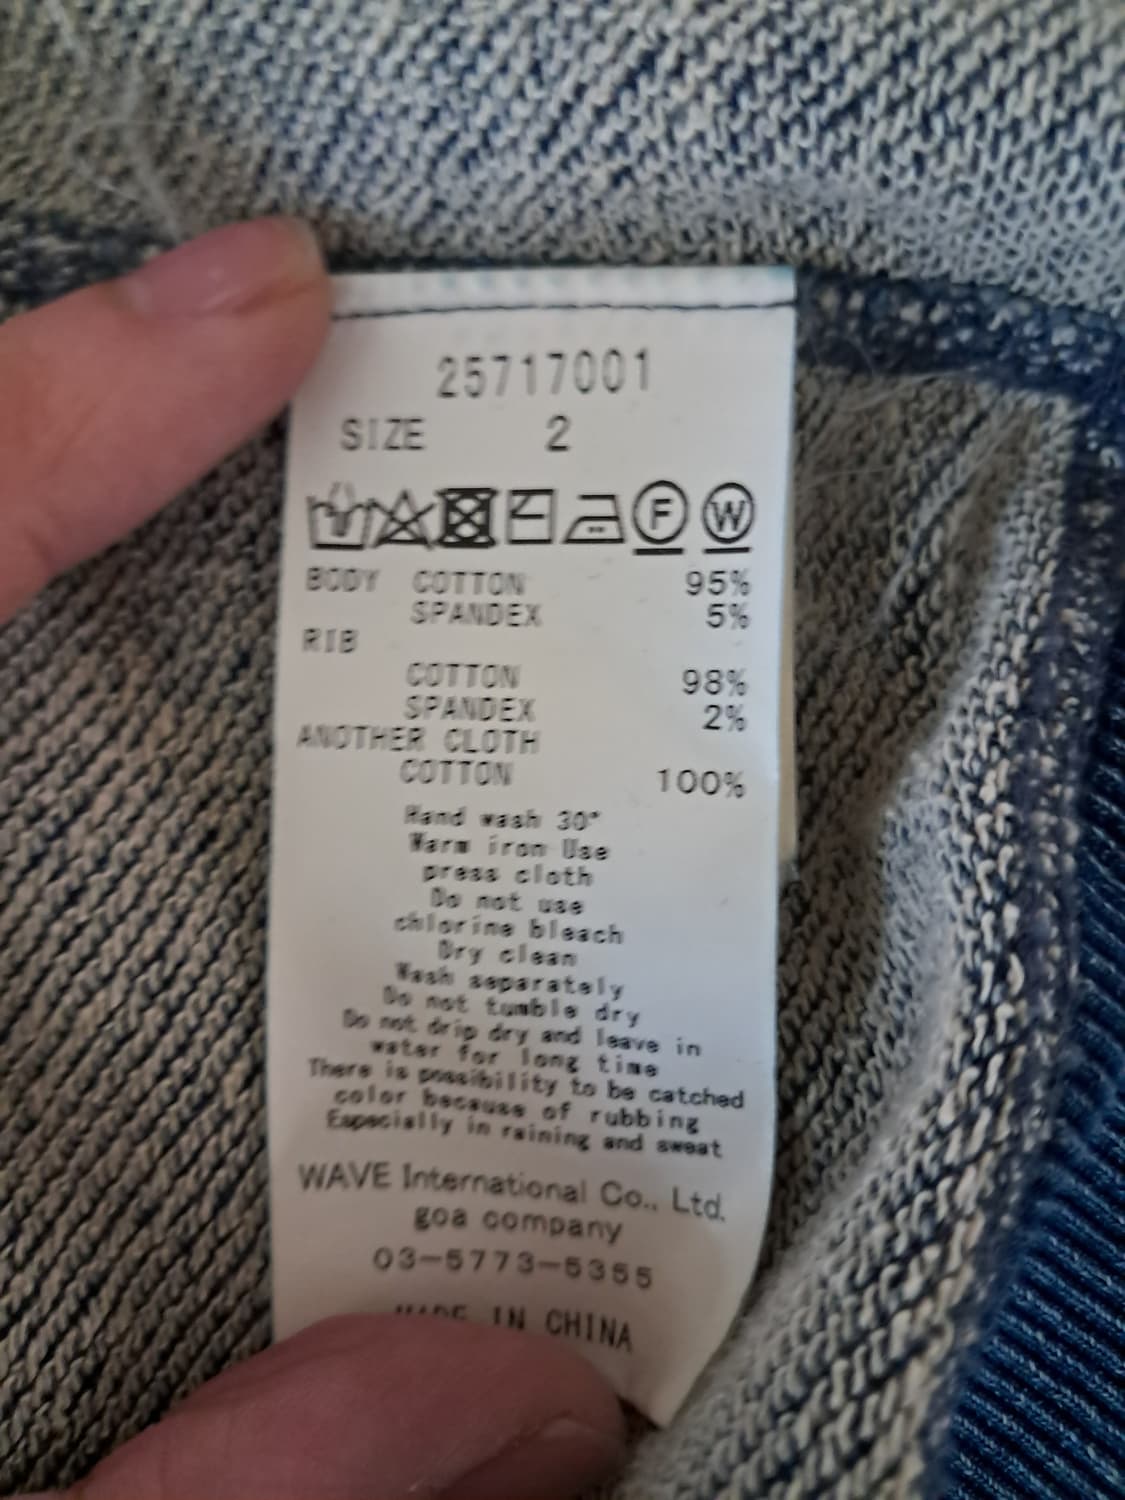 25717001
SIZE 2
F W
BODY COTTON 95%
SPANDEX 5%
RIB
COTTON 98%
SPANDEX 2%
ANOTHER CLOTH
COTTON 100%
Hand wash 30°
Warm iron Use
press cloth
Do not use
chlorine bleach
Dry clean
Wash separately
Do not tumble dry
Do not drip dry and leave in
water for long time
There is possibility to be catched
color because of rubbing
Especially in raining and sweat
WAVE International Co., Ltd.
goa company
03-5773-5355
MADE IN CHINA